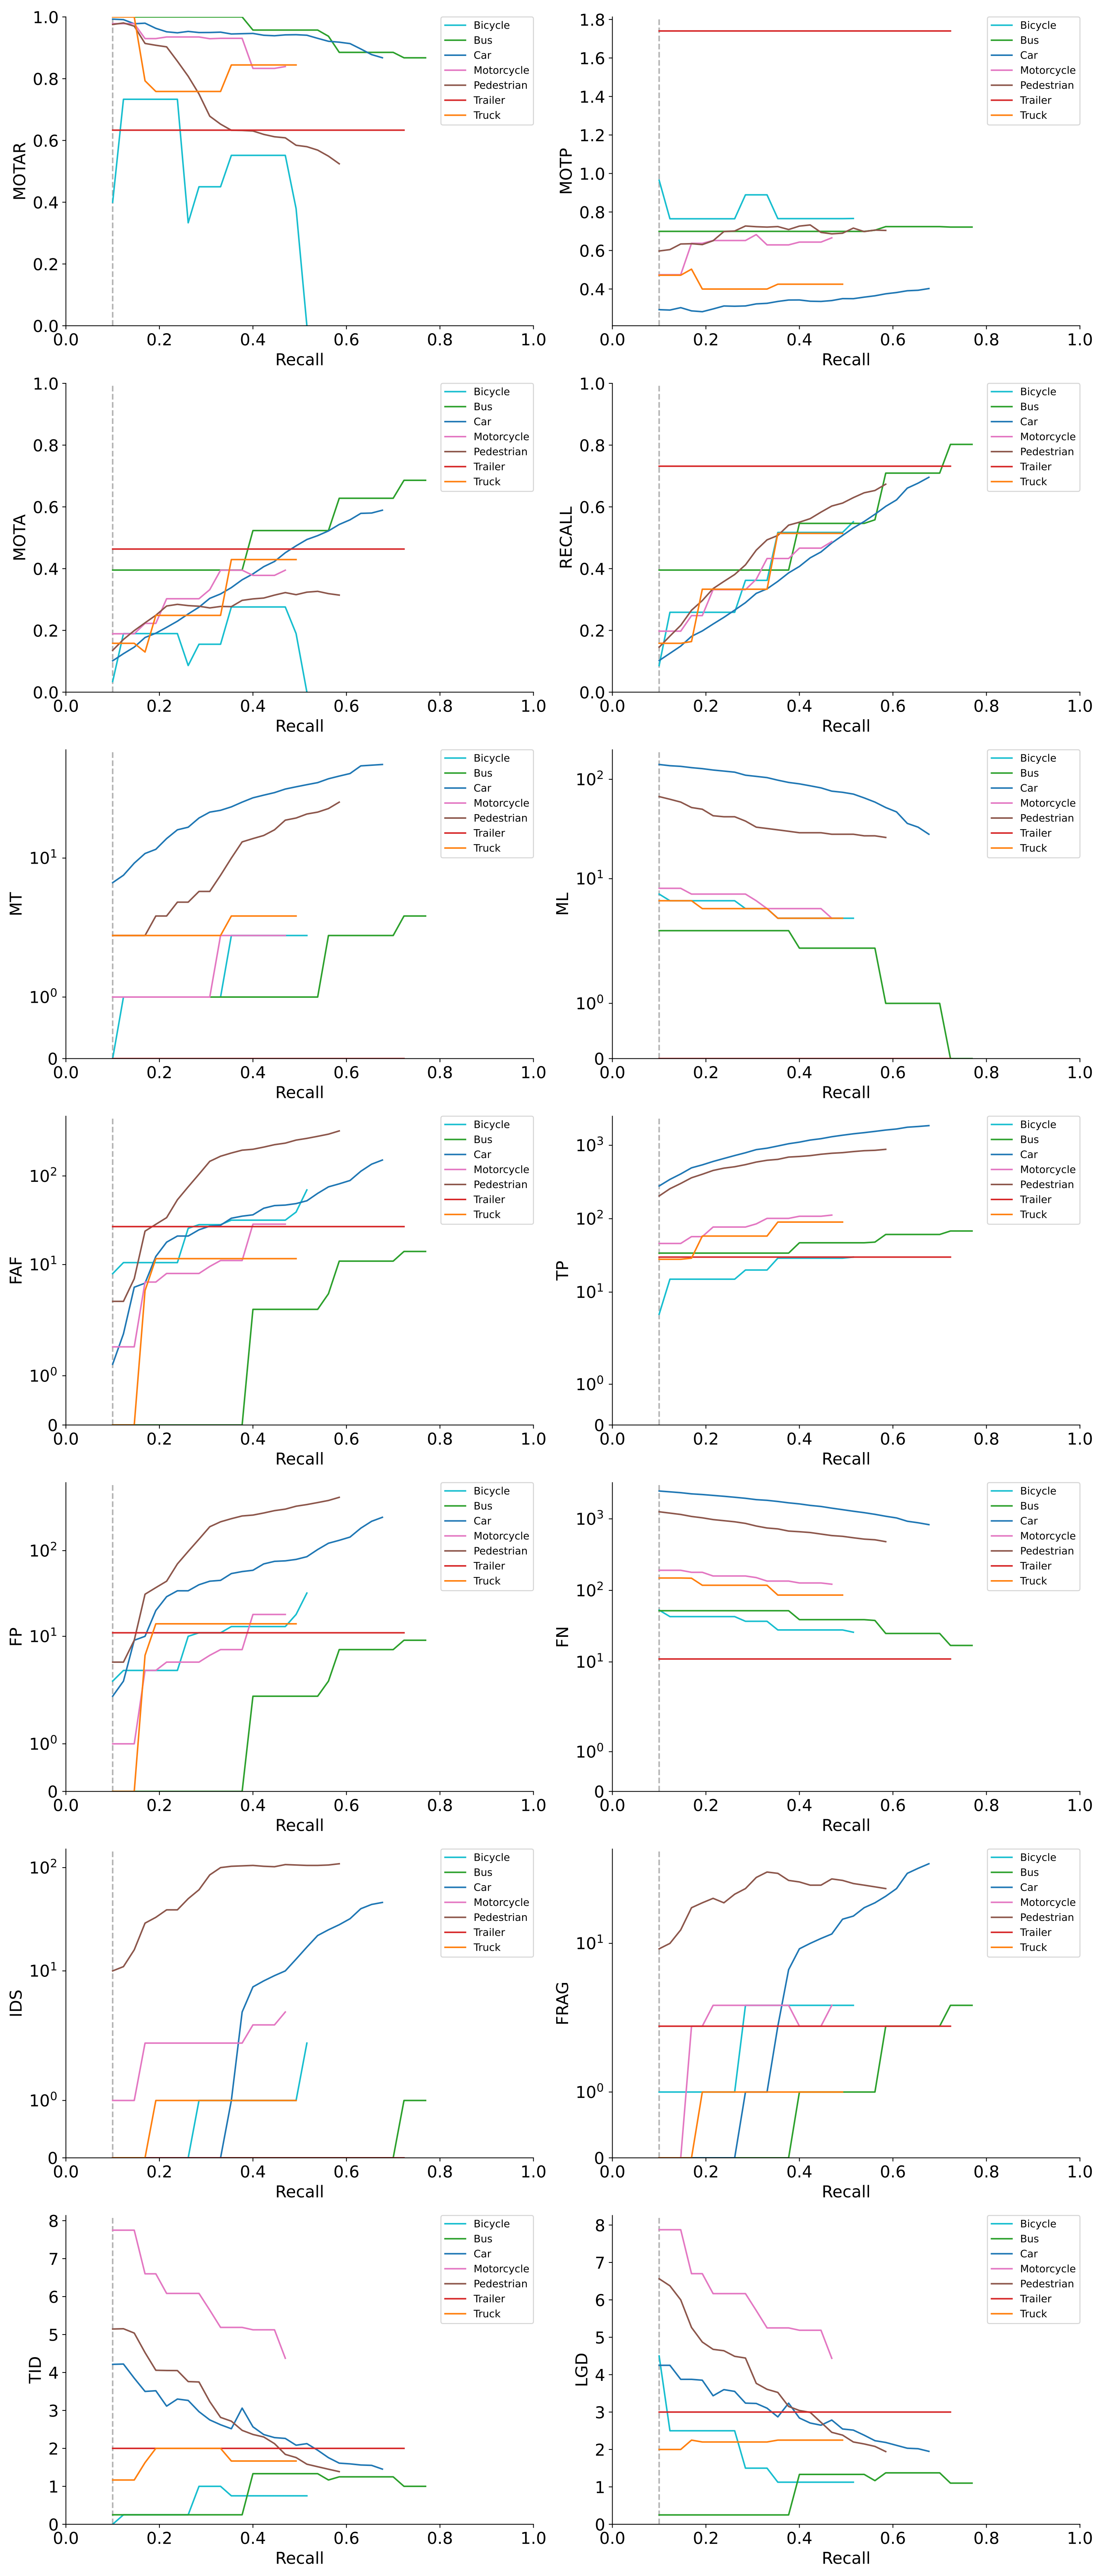 MOTAR
1.0
0.8
0.6
0.4
0.2
0.0
0.0 0.2 0.4 0.6 0.8 1.0
Recall
Bicycle
Bus
Car
Motorcycle
Pedestrian
Trailer
Truck
MOTP
1.8
1.6
1.4
1.2
1.0
0.8
0.6
0.4
0.0 0.2 0.4 0.6 0.8 1.0
Recall
Bicycle
Bus
Car
Motorcycle
Pedestrian
Trailer
Truck
MOTA
1.0
0.8
0.6
0.4
0.2
0.0
0.0 0.2 0.4 0.6 0.8 1.0
Recall
Bicycle
Bus
Car
Motorcycle
Pedestrian
Trailer
Truck
RECALL
1.0
0.8
0.6
0.4
0.2
0.0
0.0 0.2 0.4 0.6 0.8 1.0
Recall
Bicycle
Bus
Car
Motorcycle
Pedestrian
Trailer
Truck
MT
10¹
10⁰
0
0.0 0.2 0.4 0.6 0.8 1.0
Recall
Bicycle
Bus
Car
Motorcycle
Pedestrian
Trailer
Truck
ML
10²
10¹
10⁰
0
0.0 0.2 0.4 0.6 0.8 1.0
Recall
Bicycle
Bus
Car
Motorcycle
Pedestrian
Trailer
Truck
FAF
10²
10¹
10⁰
0
0.0 0.2 0.4 0.6 0.8 1.0
Recall
Bicycle
Bus
Car
Motorcycle
Pedestrian
Trailer
Truck
TP
10³
10²
10¹
10⁰
0
0.0 0.2 0.4 0.6 0.8 1.0
Recall
Bicycle
Bus
Car
Motorcycle
Pedestrian
Trailer
Truck
FP
10²
10¹
10⁰
0
0.0 0.2 0.4 0.6 0.8 1.0
Recall
Bicycle
Bus
Car
Motorcycle
Pedestrian
Trailer
Truck
FN
10³
10²
10¹
10⁰
0
0.0 0.2 0.4 0.6 0.8 1.0
Recall
Bicycle
Bus
Car
Motorcycle
Pedestrian
Trailer
Truck
IDS
10²
10¹
10⁰
0
0.0 0.2 0.4 0.6 0.8 1.0
Recall
Bicycle
Bus
Car
Motorcycle
Pedestrian
Trailer
Truck
FRAG
10¹
10⁰
0
0.0 0.2 0.4 0.6 0.8 1.0
Recall
Bicycle
Bus
Car
Motorcycle
Pedestrian
Trailer
Truck
TID
8
7
6
5
4
3
2
1
0
0.0 0.2 0.4 0.6 0.8 1.0
Recall
Bicycle
Bus
Car
Motorcycle
Pedestrian
Trailer
Truck
LGD
8
7
6
5
4
3
2
1
0
0.0 0.2 0.4 0.6 0.8 1.0
Recall
Bicycle
Bus
Car
Motorcycle
Pedestrian
Trailer
Truck